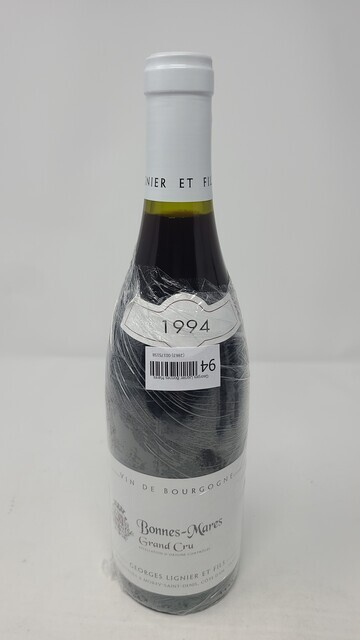 NIER ET FIL
1994
94
VIN DE BOURGOGNE
Bonnes-Mares
Grand Cru
GEORGES LIGNIER ET FILS